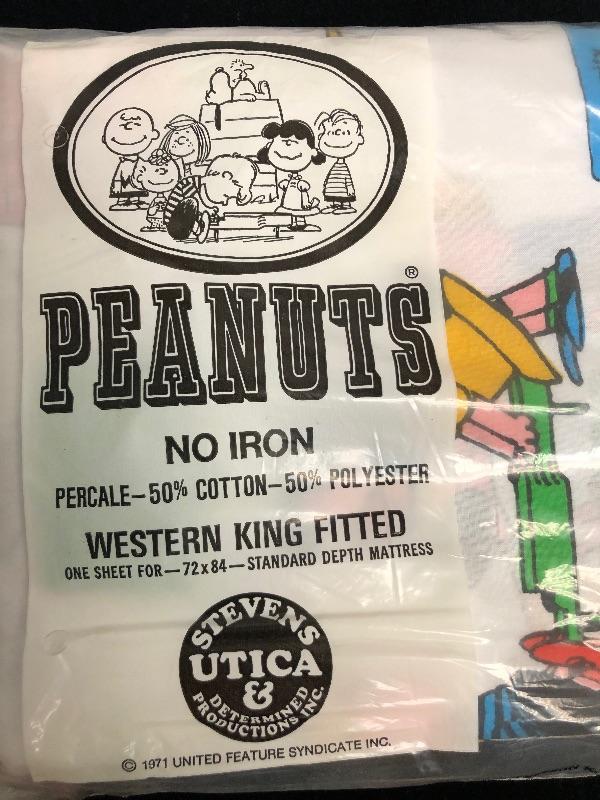 PEANUTS®
NO IRON
PERCALE–50% COTTON–50% POLYESTER
WESTERN KING FITTED
ONE SHEET FOR—72x84—STANDARD DEPTH MATTRESS
STEVENS
UTICA
&
DETERMINED
PRODUCTIONS INC.
© 1971 UNITED FEATURE SYNDICATE INC.